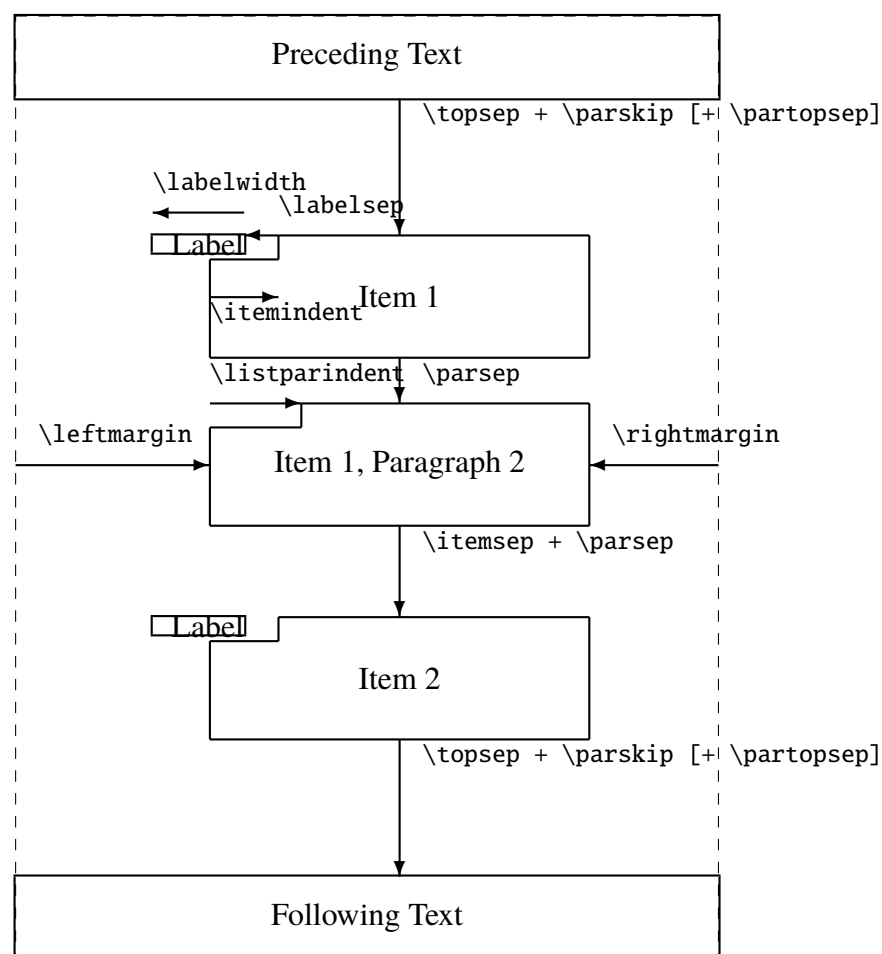 Preceding Text
\topsep + \parskip [+ \partopsep]
\labelwidth
\labelsep
Label
Item 1
\itemindent
\listparindent \parsep
\leftmargin
\rightmargin
Item 1, Paragraph 2
\itemsep + \parsep
Label
Item 2
\topsep + \parskip [+ \partopsep]
Following Text